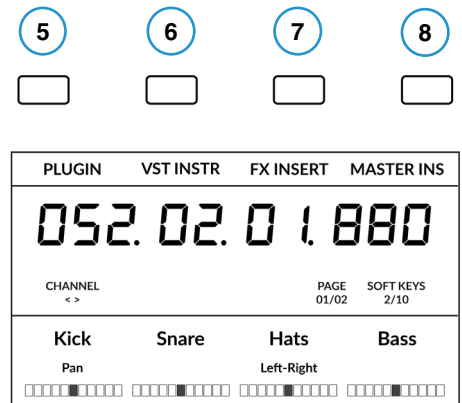 5 6 7 8
PLUGIN VST INSTR FX INSERT MASTER INS
052. 02. 01. 880
CHANNEL PAGE SOFT KEYS
< > 01/02 2/10
Kick Snare Hats Bass
Pan Left-Right